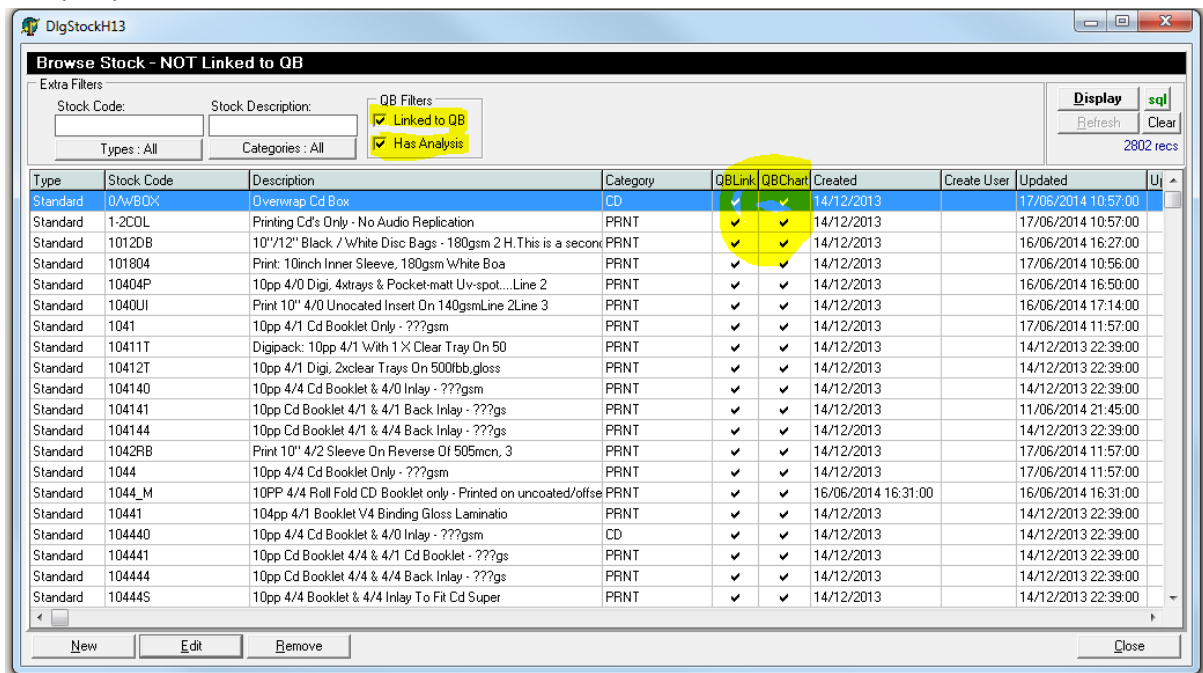 DlgStockH13
Browse Stock - NOT Linked to QB
Extra Filters
Stock Code: Stock Description: QB Filters Display sql
Linked to QB Refresh Clear
Types : All Categories : All Has Analysis 2802 recs
Type Stock Code Description Category QBLink QBChart Created Create User Updated
Standard 0/WBOX Overwrap Cd Box CD 14/12/2013 17/06/2014 10:57:00
Standard 1-2COL Printing Cd's Only - No Audio Replication PRNT 14/12/2013 17/06/2014 10:57:00
Standard 1012DB 10"/12" Black / White Disc Bags - 180gsm 2 H.This is a secon PRNT 14/12/2013 16/06/2014 16:27:00
Standard 101804 Print: 10inch Inner Sleeve, 180gsm White Boa PRNT 14/12/2013 17/06/2014 10:56:00
Standard 10404P 10pp 4/0 Digi, 4xtrays & Pocket-matt Uv-spot....Line 2 PRNT 14/12/2013 16/06/2014 16:50:00
Standard 1040UI Print 10" 4/0 Unocated Insert On 140gsmLine 2Line 3 PRNT 14/12/2013 16/06/2014 17:14:00
Standard 1041 10pp 4/1 Cd Booklet Only - ???gsm PRNT 14/12/2013 17/06/2014 11:57:00
Standard 10411T Digipack: 10pp 4/1 With 1 X Clear Tray On 50 PRNT 14/12/2013 14/12/2013 22:39:00
Standard 10412T 10pp 4/1 Digi, 2xclear Trays On 500fbb,gloss PRNT 14/12/2013 14/12/2013 22:39:00
Standard 104140 10pp 4/4 Cd Booklet & 4/0 Inlay - ???gsm PRNT 14/12/2013 14/12/2013 22:39:00
Standard 104141 10pp Cd Booklet 4/1 & 4/1 Back Inlay - ???gs PRNT 14/12/2013 11/06/2014 21:45:00
Standard 104144 10pp Cd Booklet 4/1 & 4/4 Back Inlay - ???gs PRNT 14/12/2013 14/12/2013 22:39:00
Standard 1042RB Print 10" 4/2 Sleeve On Reverse Of 505mcn, 3 PRNT 14/12/2013 17/06/2014 11:57:00
Standard 1044 10pp 4/4 Cd Booklet Only - ???gsm PRNT 14/12/2013 17/06/2014 11:57:00
Standard 1044_M 10PP 4/4 Roll Fold CD Booklet only - Printed on uncoated/offse PRNT 16/06/2014 16:31:00 16/06/2014 16:31:00
Standard 10441 104pp 4/1 Booklet V4 Binding Gloss Laminatio PRNT 14/12/2013 14/12/2013 22:39:00
Standard 104440 10pp 4/4 Cd Booklet & 4/0 Inlay - ???gsm CD 14/12/2013 14/12/2013 22:39:00
Standard 104441 10pp Cd Booklet 4/4 & 4/1 Cd Booklet - ???gs PRNT 14/12/2013 14/12/2013 22:39:00
Standard 104444 10pp Cd Booklet 4/4 & 4/4 Back Inlay - ???gs PRNT 14/12/2013 14/12/2013 22:39:00
Standard 10444S 10pp 4/4 Booklet & 4/4 Inlay To Fit Cd Super PRNT 14/12/2013 14/12/2013 22:39:00
New Edit Remove Close